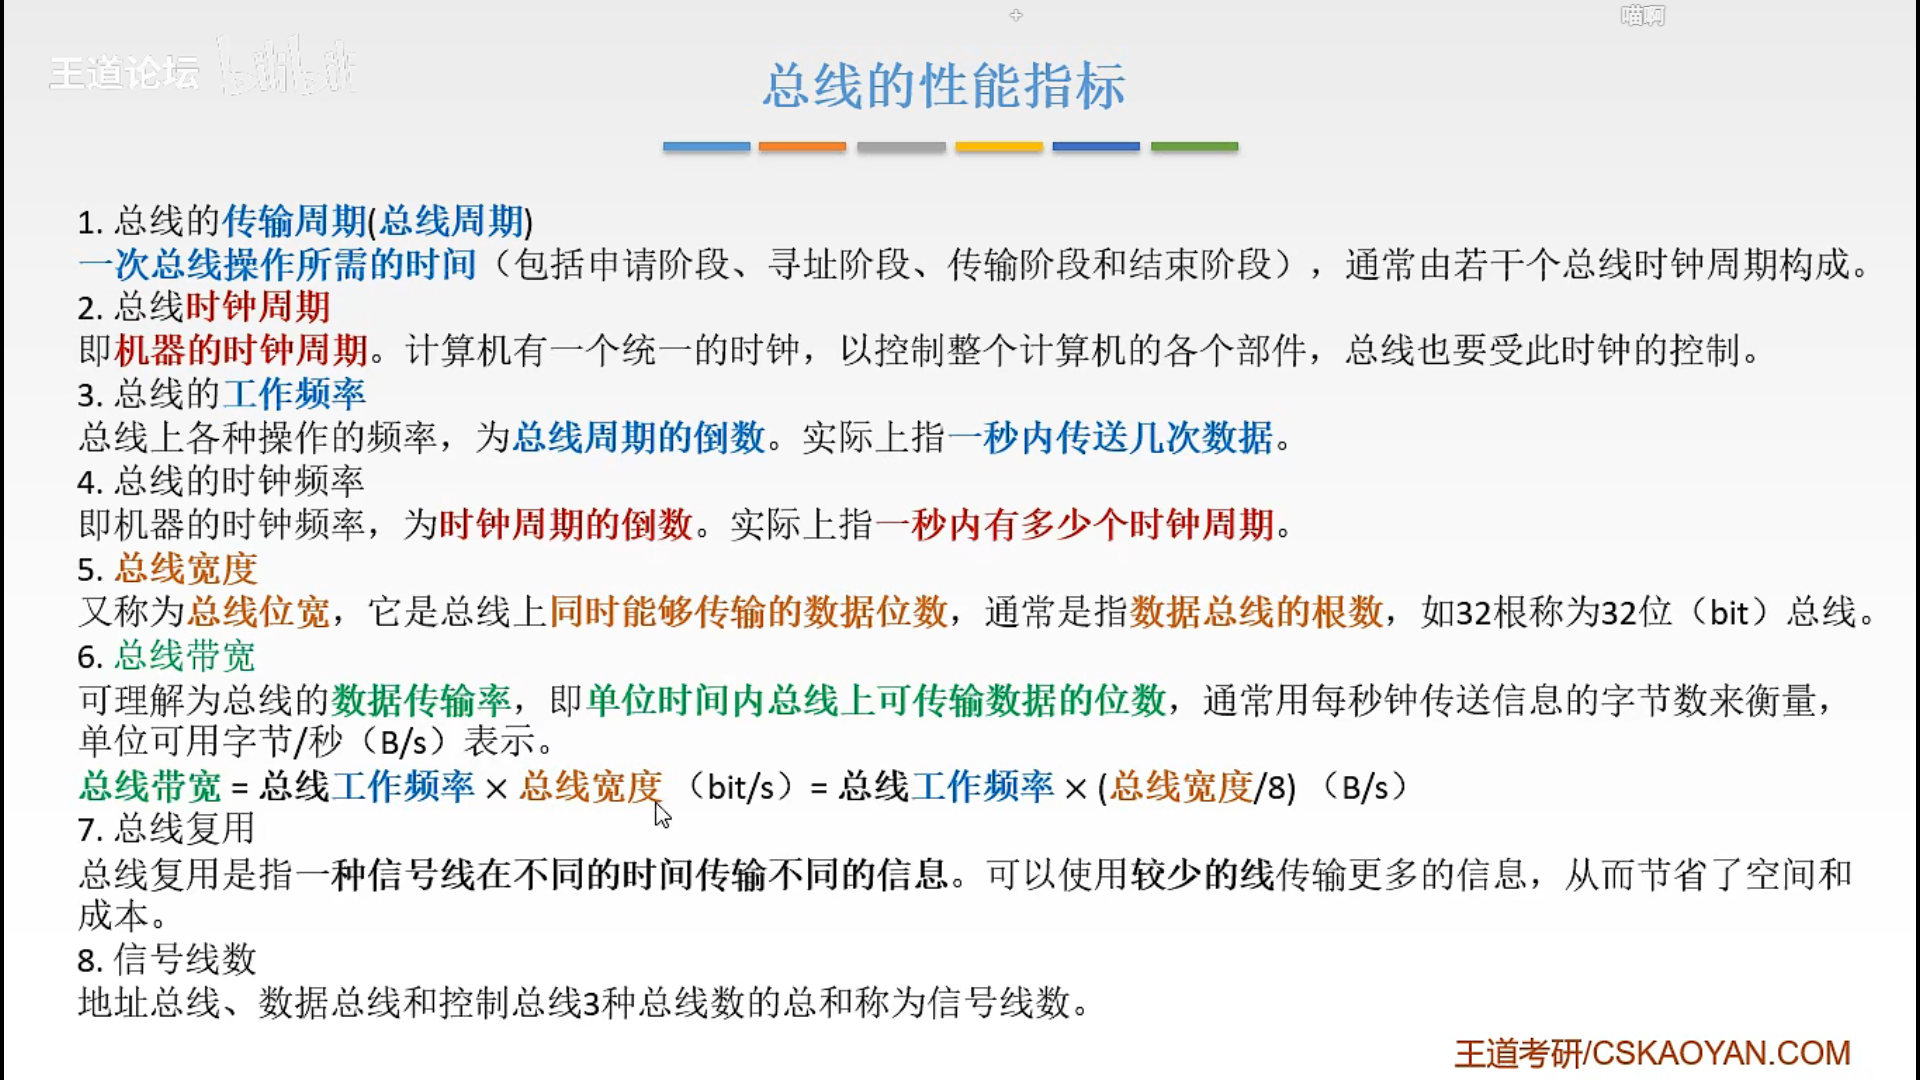 喵啊
王道论坛 bilibili
总线的性能指标
1. 总线的传输周期(总线周期)
一次总线操作所需的时间（包括申请阶段、寻址阶段、传输阶段和结束阶段），通常由若干个总线时钟周期构成。
2. 总线时钟周期
即机器的时钟周期。计算机有一个统一的时钟，以控制整个计算机的各个部件，总线也要受此时钟的控制。
3. 总线的工作频率
总线上各种操作的频率，为总线周期的倒数。实际上指一秒内传送几次数据。
4. 总线的时钟频率
即机器的时钟频率，为时钟周期的倒数。实际上指一秒内有多少个时钟周期。
5. 总线宽度
又称为总线位宽，它是总线上同时能够传输的数据位数，通常是指数据总线的根数，如32根称为32位（bit）总线。
6. 总线带宽
可理解为总线的数据传输率，即单位时间内总线上可传输数据的位数，通常用每秒钟传送信息的字节数来衡量，
单位可用字节/秒（B/s）表示。
总线带宽 = 总线工作频率 × 总线宽度 （bit/s）= 总线工作频率 × (总线宽度/8) （B/s）
7. 总线复用
总线复用是指一种信号线在不同的时间传输不同的信息。可以使用较少的线传输更多的信息，从而节省了空间和
成本。
8. 信号线数
地址总线、数据总线和控制总线3种总线数的总和称为信号线数。
王道考研/CSKAOYAN.COM